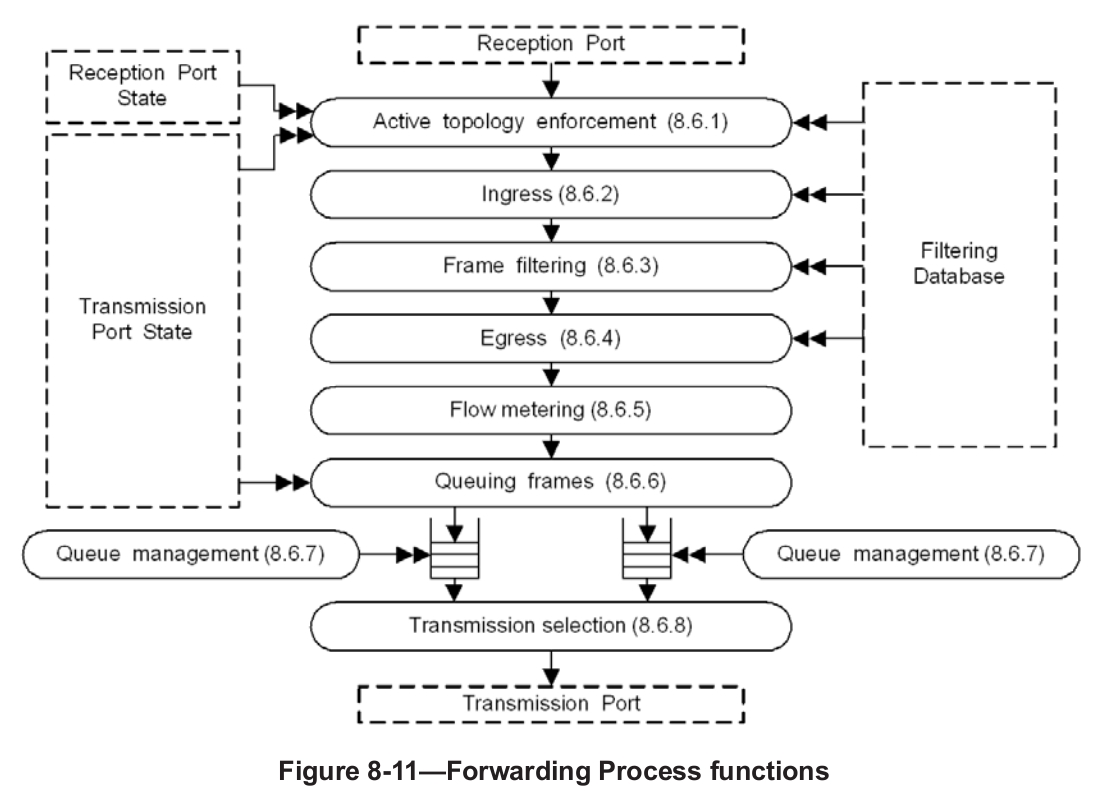 Reception Port
Reception Port
State
Active topology enforcement (8.6.1)
Ingress (8.6.2)
Frame filtering (8.6.3)
Filtering
Database
Transmission
Port State
Egress (8.6.4)
Flow metering (8.6.5)
Queuing frames (8.6.6)
Queue management (8.6.7)
Queue management (8.6.7)
Transmission selection (8.6.8)
Transmission Port
Figure 8-11—Forwarding Process functions